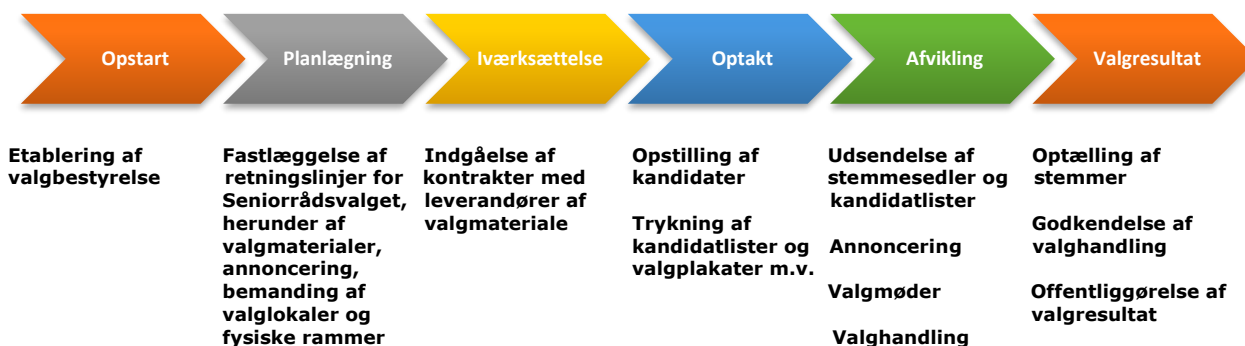 Opstart
Planlægning
Iværksættelse
Optakt
Afvikling
Valgresultat
Etablering af
valgbestyrelse
Fastlæggelse af
retningslinjer for
Seniorrådsvalget,
herunder af
valgmaterialer,
annoncering,
bemanding af
valglokaler og
fysiske rammer
Indgåelse af
kontrakter med
leverandører af
valgmateriale
Opstilling af
kandidater
Trykning af
kandidatlister og
valgplakater m.v.
Udsendelse af
stemmesedler og
kandidatlister
Annoncering
Valgmøder
Valghandling
Optælling af
stemmer
Godkendelse af
valghandling
Offentliggørelse af
valgresultat